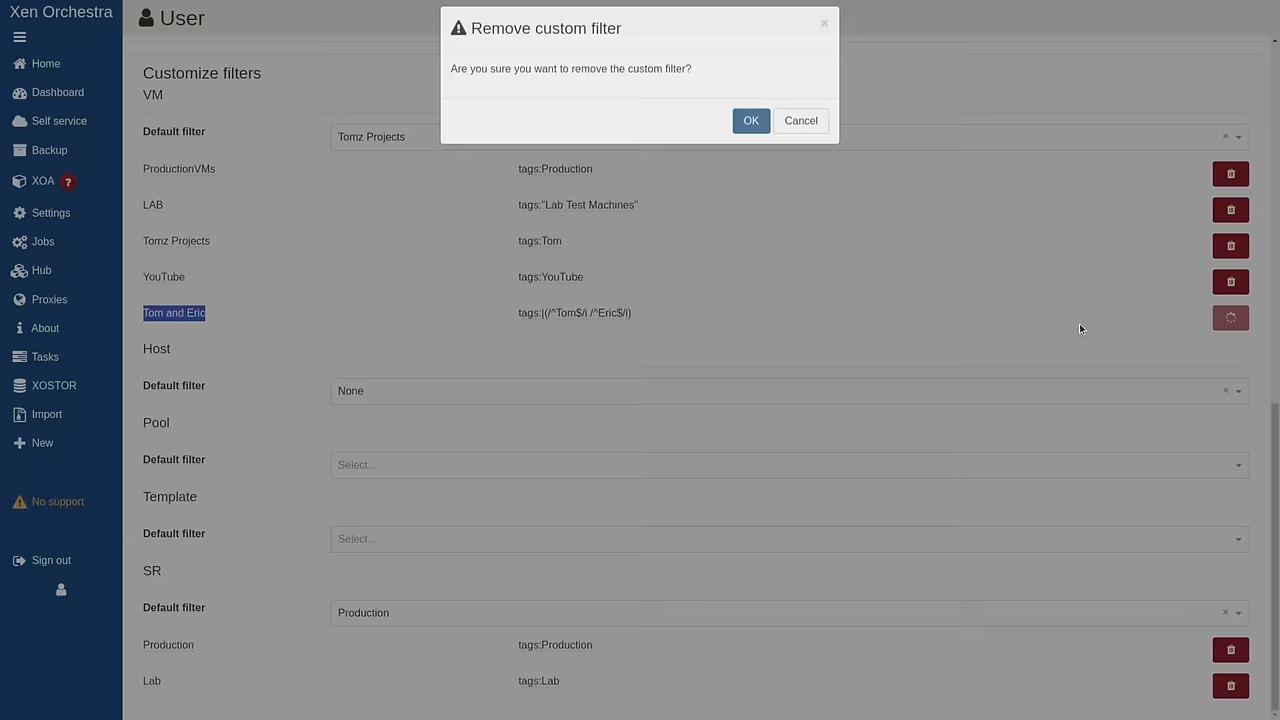 Xen Orchestra
User
Remove custom filter
×
Are you sure you want to remove the custom filter?
OK
Cancel
Home
Dashboard
Self service
Backup
XOA ?
Settings
Jobs
Hub
Proxies
About
Tasks
XOSTOR
Import
New
No support
Sign out
Customize filters
VM
Default filter Tomz Projects ×
ProductionVMs tags:Production
LAB tags:"Lab Test Machines"
Tomz Projects tags:Tom
YouTube tags:YouTube
Tom and Eric tags:|(/^Tom$/i /^Eric$/i)
Host
Default filter None ×
Pool
Default filter Select...
Template
Default filter Select...
SR
Default filter Production ×
Production tags:Production
Lab tags:Lab